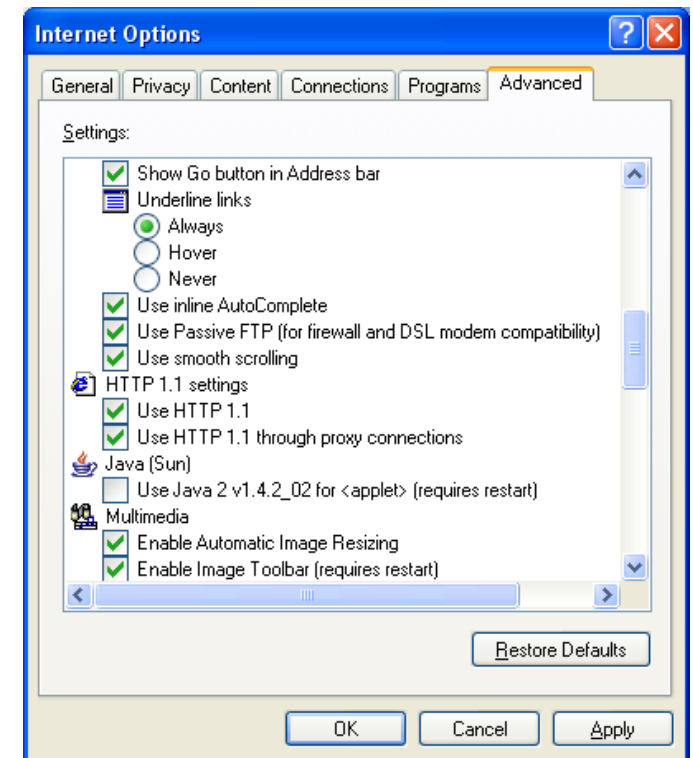 Internet Options
General Privacy Content Connections Programs Advanced
Settings:
Show Go button in Address bar
Underline links
Always
Hover
Never
Use inline AutoComplete
Use Passive FTP (for firewall and DSL modem compatibility)
Use smooth scrolling
HTTP 1.1 settings
Use HTTP 1.1
Use HTTP 1.1 through proxy connections
Java (Sun)
Use Java 2 v1.4.2_02 for <applet> (requires restart)
Multimedia
Enable Automatic Image Resizing
Enable Image Toolbar (requires restart)
Restore Defaults
OK Cancel Apply